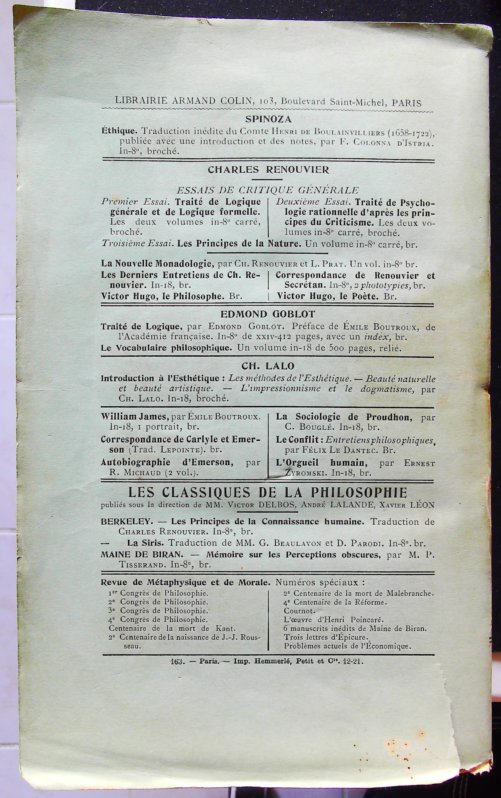 LIBRAIRIE ARMAND COLIN, 103, Boulevard Saint-Michel, PARIS
SPINOZA
Éthique. Traduction inédite du Comte HENRI DE BOULAINVILLIERS (1658-1722),
publiée avec une introduction et des notes, par F. COLONNA D'ISTRIA.
In-8º, broché.
CHARLES RENOUVIER
ESSAIS DE CRITIQUE GÉNÉRALE
Premier Essai. Traité de Logique
générale et de Logique formelle.
Les deux volumes in-8º carré,
broché.
Deuxième Essai. Traité de Psycho-
logie rationnelle d'après les prin-
cipes du Criticisme. Les deux vo-
lumes in-8º carré, broché.
Troisième Essai. Les Principes de la Nature. Un volume in-8º carré, br.
La Nouvelle Monadologie, par CH. RENOUVIER et L. PRAT. Un vol. in-8º br.
Les Derniers Entretiens de Ch. Re-
nouvier. In-18, br.
Victor Hugo, le Philosophe. Br.
Correspondance de Renouvier et
Secrétan. In-8º, 2 phototypies, br.
Victor Hugo, le Poète. Br.
EDMOND GOBLOT
Traité de Logique, par EDMOND GOBLOT. Préface de ÉMILE BOUTROUX, de
l'Académie française. In-8º de XXIV-412 pages, avec un index, br.
Le Vocabulaire philosophique. Un volume in-18 de 500 pages, relié.
CH. LALO
Introduction à l'Esthétique : Les méthodes de l'Esthétique. — Beauté naturelle
et beauté artistique. — L'impressionnisme et le dogmatisme, par
CH. LALO. In-18, broché.
William James, par ÉMILE BOUTROUX.
In-18, 1 portrait, br.
Correspondance de Carlyle et Emer-
son (Trad. LEPOINTE). br.
Autobiographie d'Emerson, par
R. MICHAUD (2 vol.).
La Sociologie de Proudhon, par
C. BOUGLÉ. In-18, br.
Le Conflit : Entretiens philosophiques,
par FÉLIX LE DANTEC. Br.
L'Orgueil humain, par ERNEST
ZYROMSKI. In-18, br.
LES CLASSIQUES DE LA PHILOSOPHIE
publiés sous la direction de MM. VICTOR DELBOS, ANDRÉ LALANDE, XAVIER LÉON
BERKELEY. — Les Principes de la Connaissance humaine. Traduction de
CHARLES RENOUVIER. In-8º, br.
— La Siris. Traduction de MM. G. BEAULAVON et D. PARODI. In-8º. br.
MAINE DE BIRAN. — Mémoire sur les Perceptions obscures, par M. P.
TISSERAND. In-8º, br.
Revue de Métaphysique et de Morale. Numéros spéciaux :
1er Congrès de Philosophie.
2e Congrès de Philosophie.
3e Congrès de Philosophie.
4e Congrès de Philosophie.
Centenaire de la mort de Kant.
2e Centenaire de la naissance de J.-J. Rous-
seau.
2e Centenaire de la mort de Malebranche.
4e Centenaire de la Réforme.
Cournot.
L'œuvre d'Henri Poincaré.
6 manuscrits inédits de Maine de Biran.
Trois lettres d'Épicure.
Problèmes actuels de l'Économique.
163. — Paris. — Imp. Hemmerlé, Petit et Cie. 12-21.